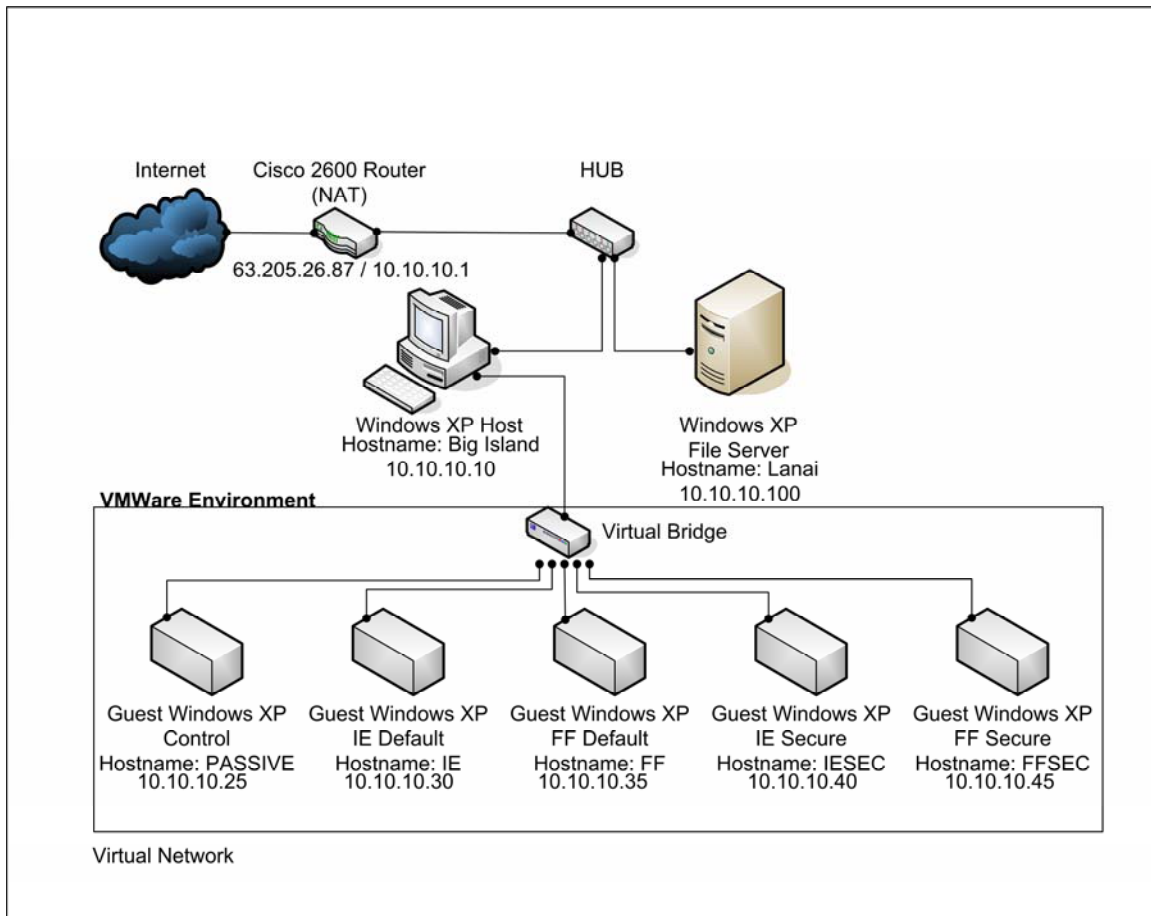 Internet
Cisco 2600 Router
(NAT)
HUB
63.205.26.87 / 10.10.10.1
Windows XP Host
Hostname: Big Island
10.10.10.10
Windows XP
File Server
Hostname: Lanai
10.10.10.100
VMWare Environment
Virtual Bridge
Guest Windows XP
Control
Hostname: PASSIVE
10.10.10.25
Guest Windows XP
IE Default
Hostname: IE
10.10.10.30
Guest Windows XP
FF Default
Hostname: FF
10.10.10.35
Guest Windows XP
IE Secure
Hostname: IESEC
10.10.10.40
Guest Windows XP
FF Secure
Hostname: FFSEC
10.10.10.45
Virtual Network